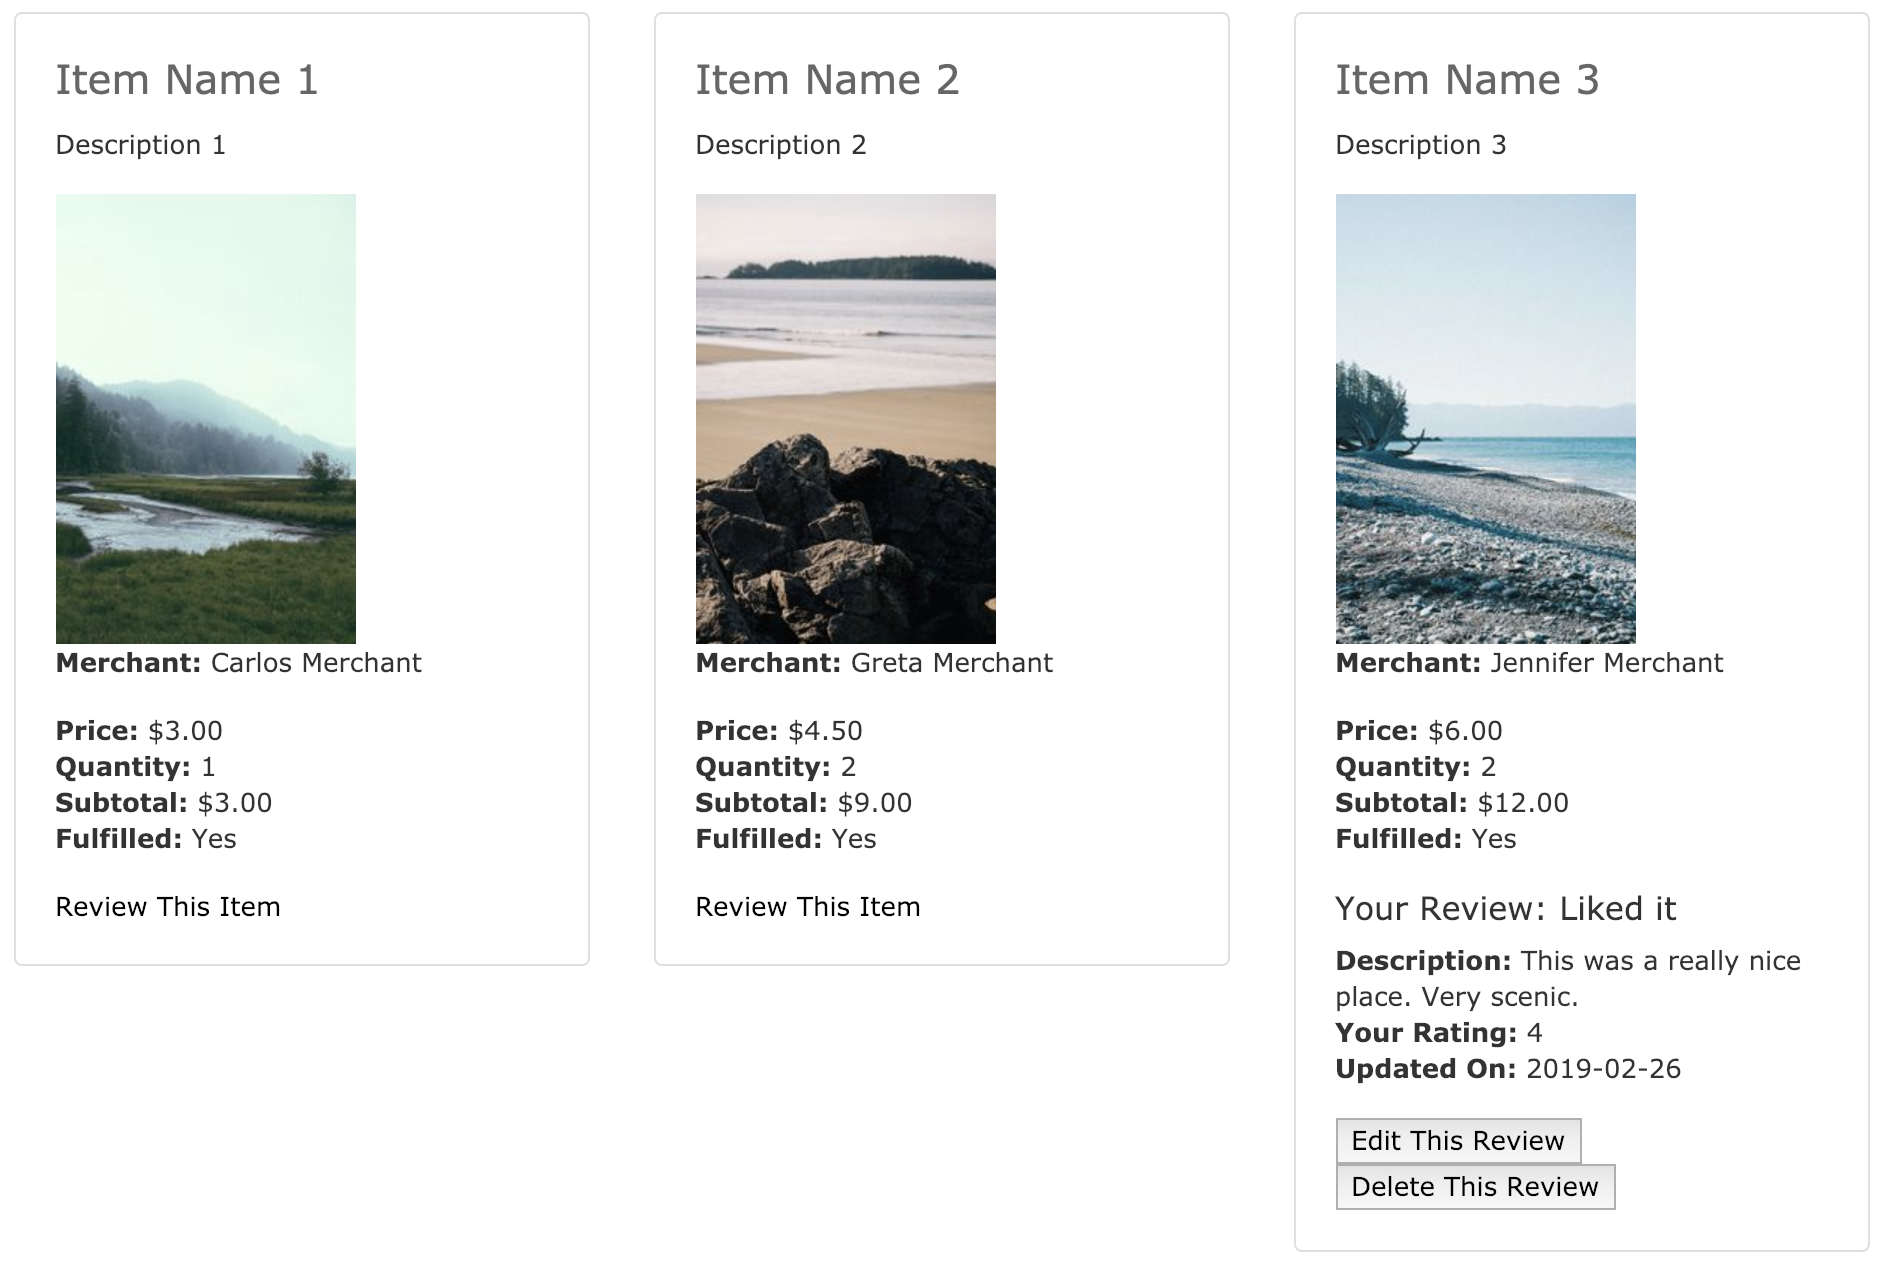 Item Name 1
Description 1
Merchant: Carlos Merchant
Price: $3.00
Quantity: 1
Subtotal: $3.00
Fulfilled: Yes
Review This Item
Item Name 2
Description 2
Merchant: Greta Merchant
Price: $4.50
Quantity: 2
Subtotal: $9.00
Fulfilled: Yes
Review This Item
Item Name 3
Description 3
Merchant: Jennifer Merchant
Price: $6.00
Quantity: 2
Subtotal: $12.00
Fulfilled: Yes
Your Review: Liked it
Description: This was a really nice
place. Very scenic.
Your Rating: 4
Updated On: 2019-02-26
Edit This Review
Delete This Review